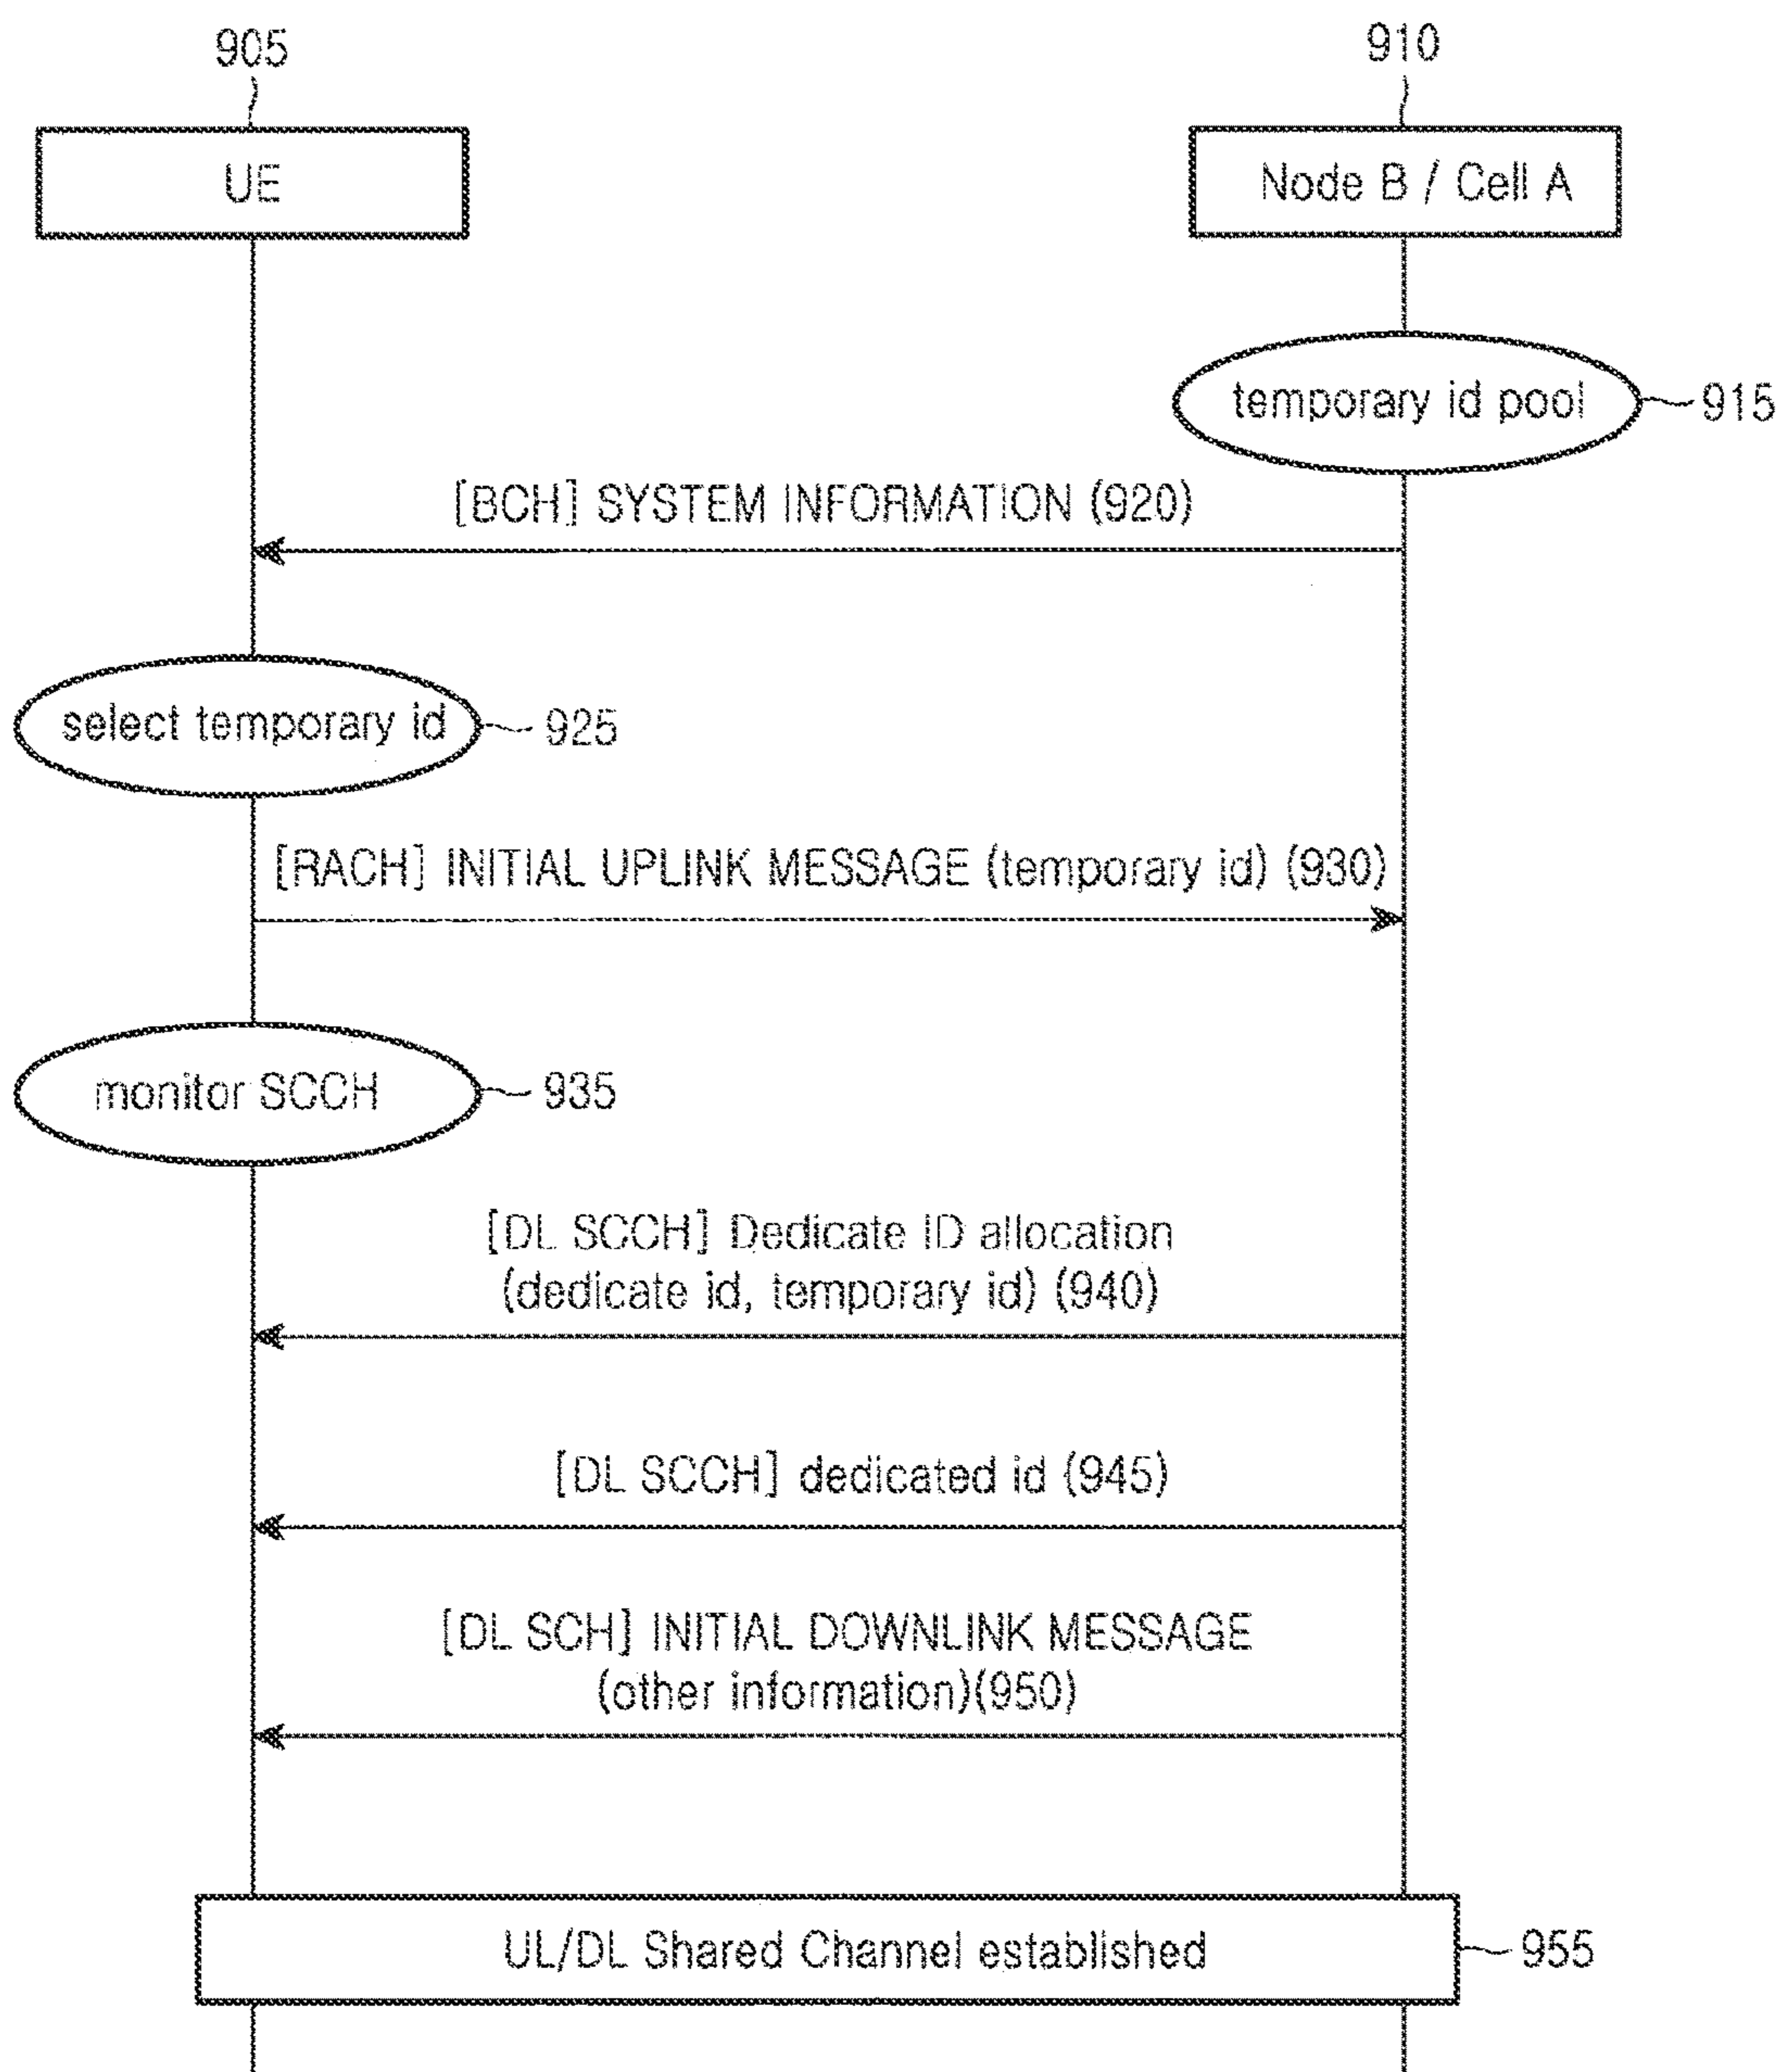 905
910
UE
Node B / Cell A
temporary id pool
915
[BCH] SYSTEM INFORMATION (920)
select temporary id
925
[RACH] INITIAL UPLINK MESSAGE (temporary id) (930)
monitor SCCH
935
[DL SCCH] Dedicate ID allocation
(dedicate id, temporary id) (940)
[DL SCCH] dedicated id (945)
[DL SCH] INITIAL DOWNLINK MESSAGE
(other information)(950)
UL/DL Shared Channel established
955